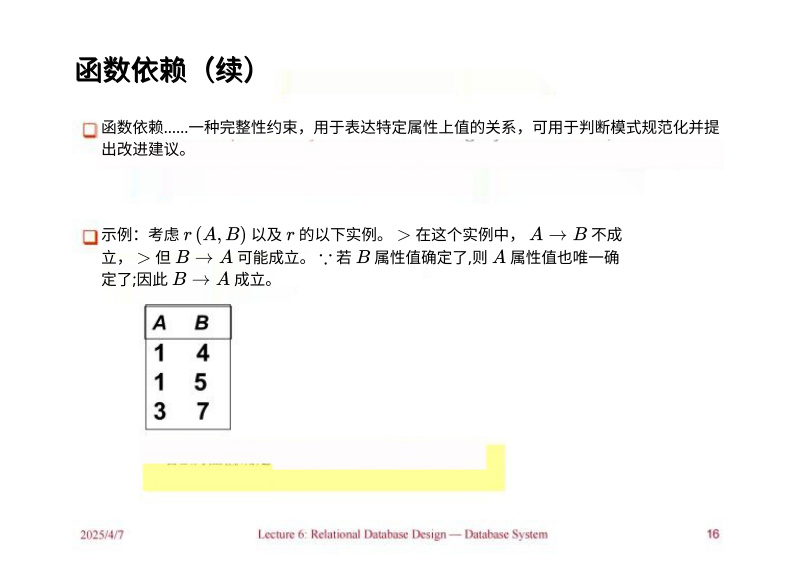 函数依赖（续）
函数依赖......一种完整性约束，用于表达特定属性上值的关系，可用于判断模式规范化并提
出改进建议。
示例：考虑 r (A, B) 以及 r 的以下实例。 > 在这个实例中， A → B 不成
立， > 但 B → A 可能成立。 ∵ 若 B 属性值确定了,则 A 属性值也唯一确
定了;因此 B → A 成立。
A B
1 4
1 5
3 7
2025/4/7 Lecture 6: Relational Database Design — Database System 16